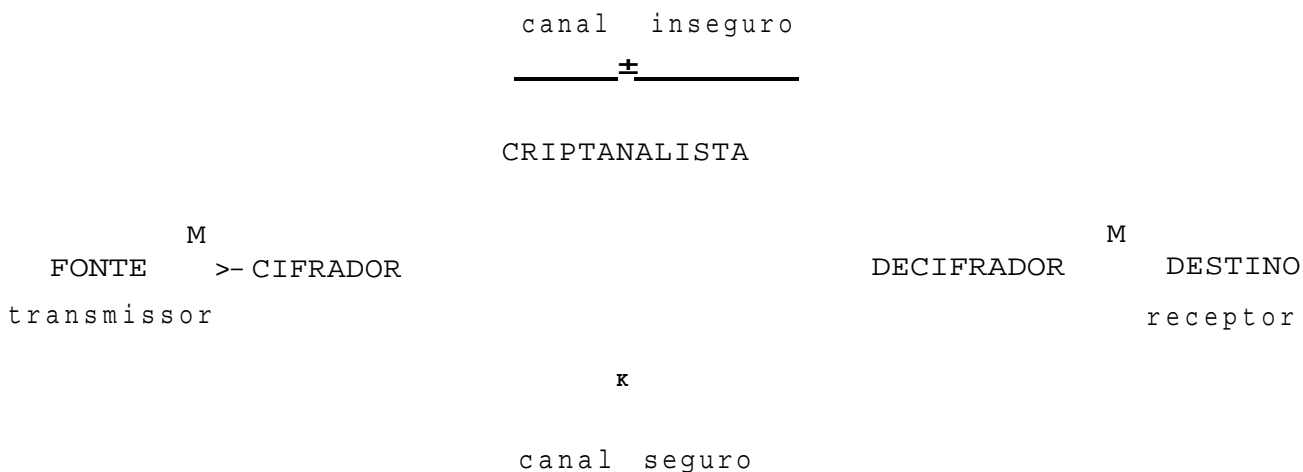 canal inseguro
±
CRIPTANALISTA
M M
FONTE >– CIFRADOR DECIFRADOR DESTINO
transmissor receptor
K
canal seguro